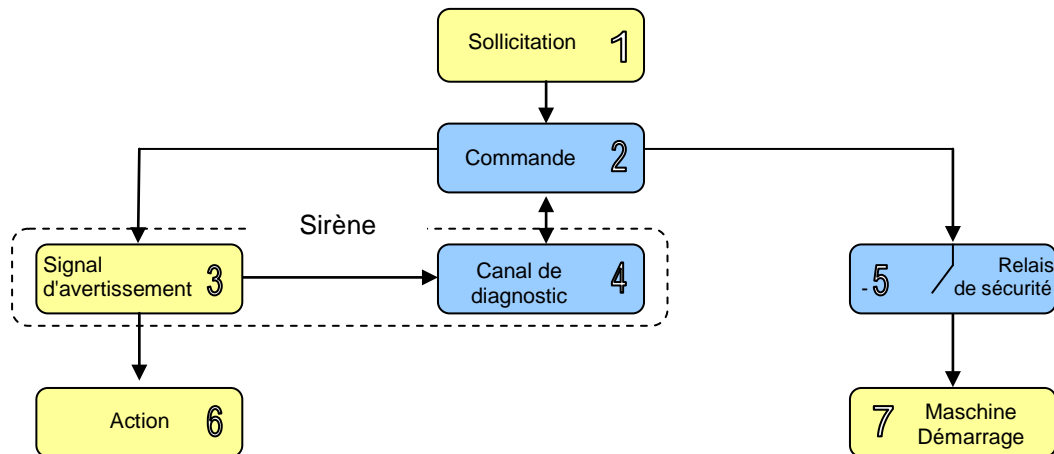 Sollicitation 1
Commande 2
Sirène
Signal
d'avertissement 3
Canal de
diagnostic 4
- 5 Relais
de sécurité
Action 6
7 Maschine
Démarrage